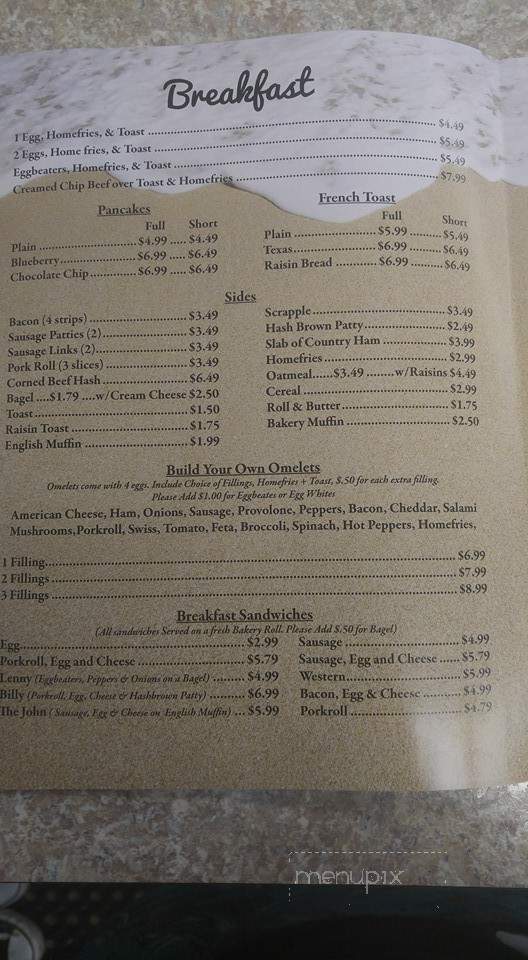 Breakfast
1 Egg, Homefries, & Toast ........ $4.49
2 Eggs, Home fries, & Toast ........ $5.49
Eggbeaters, Homefries, & Toast ........ $5.49
Creamed Chip Beef over Toast & Homefries ........ $7.99
Pancakes
Full Short
Plain ........ $4.99 ..... $4.49
Blueberry ........ $6.99 ..... $6.49
Chocolate Chip ........ $6.99 ..... $6.49
French Toast
Full Short
Plain ........ $5.99 ........ $5.49
Texas ........ $6.99 ........ $6.49
Raisin Bread ........ $6.99 ........ $6.49
Sides
Bacon (4 strips) ........ $3.49
Sausage Patties (2) ........ $3.49
Sausage Links (2) ........ $3.49
Pork Roll (3 slices) ........ $3.49
Corned Beef Hash ........ $6.49
Bagel ....$1.79 ....w/Cream Cheese $2.50
Toast ........ $1.50
Raisin Toast ........ $1.75
English Muffin ........ $1.99
Scrapple ........ $3.49
Hash Brown Patty ........ $2.49
Slab of Country Ham ........ $3.99
Homefries ........ $2.99
Oatmeal......$3.49 ........w/Raisins $4.49
Cereal ........ $2.99
Roll & Butter ........ $1.75
Bakery Muffin ........ $2.50
Build Your Own Omelets
Omelets come with 4 eggs. Include Choice of Fillings, Homefries + Toast, $.50 for each extra filling.
Please Add $1.00 for Eggbeates or Egg Whites
American Cheese, Ham, Onions, Sausage, Provolone, Peppers, Bacon, Cheddar, Salami
Mushrooms,Porkroll, Swiss, Tomato, Feta, Broccoli, Spinach, Hot Peppers, Homefries,
1 Filling ........ $6.99
2 Fillings ........ $7.99
3 Fillings ........ $8.99
Breakfast Sandwiches
(All sandwiches Served on a fresh Bakery Roll. Please Add $.50 for Bagel)
Egg ........ $2.99
Porkroll, Egg and Cheese ........ $5.79
Lenny (Eggbeaters, Peppers & Onions on a Bagel) ........ $4.99
Billy (Porkroll, Egg, Cheese & Hashbrown Patty) ........ $6.99
The John ( Sausage, Egg & Cheese on English Muffin) ... $5.99
Sausage ........ $4.99
Sausage, Egg and Cheese ...... $5.79
Western ........ $5.99
Bacon, Egg & Cheese ........ $4.99
Porkroll ........ $4.79
menupix